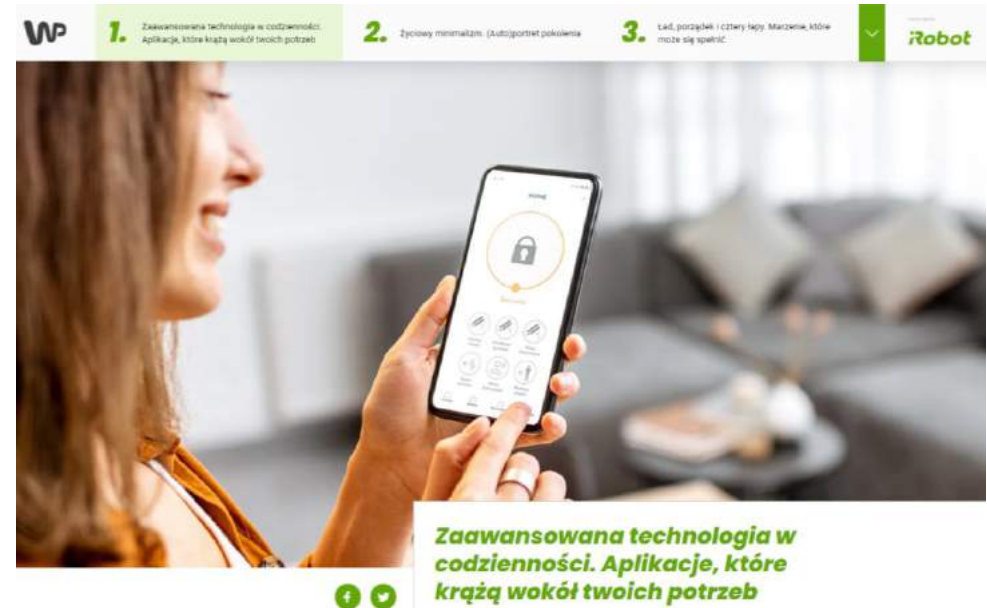 WP
1.
Zaawansowana technologia w codzienności.
Aplikacje, które krążą wokół twoich potrzeb
2.
Życiowy minimalizm. (Auto)portret pokolenia
3.
Ład, porządek i cztery łapy. Marzenie, które
może się spełnić
iRobot
Zaawansowana technologia w
codzienności. Aplikacje, które
krążą wokół twoich potrzeb